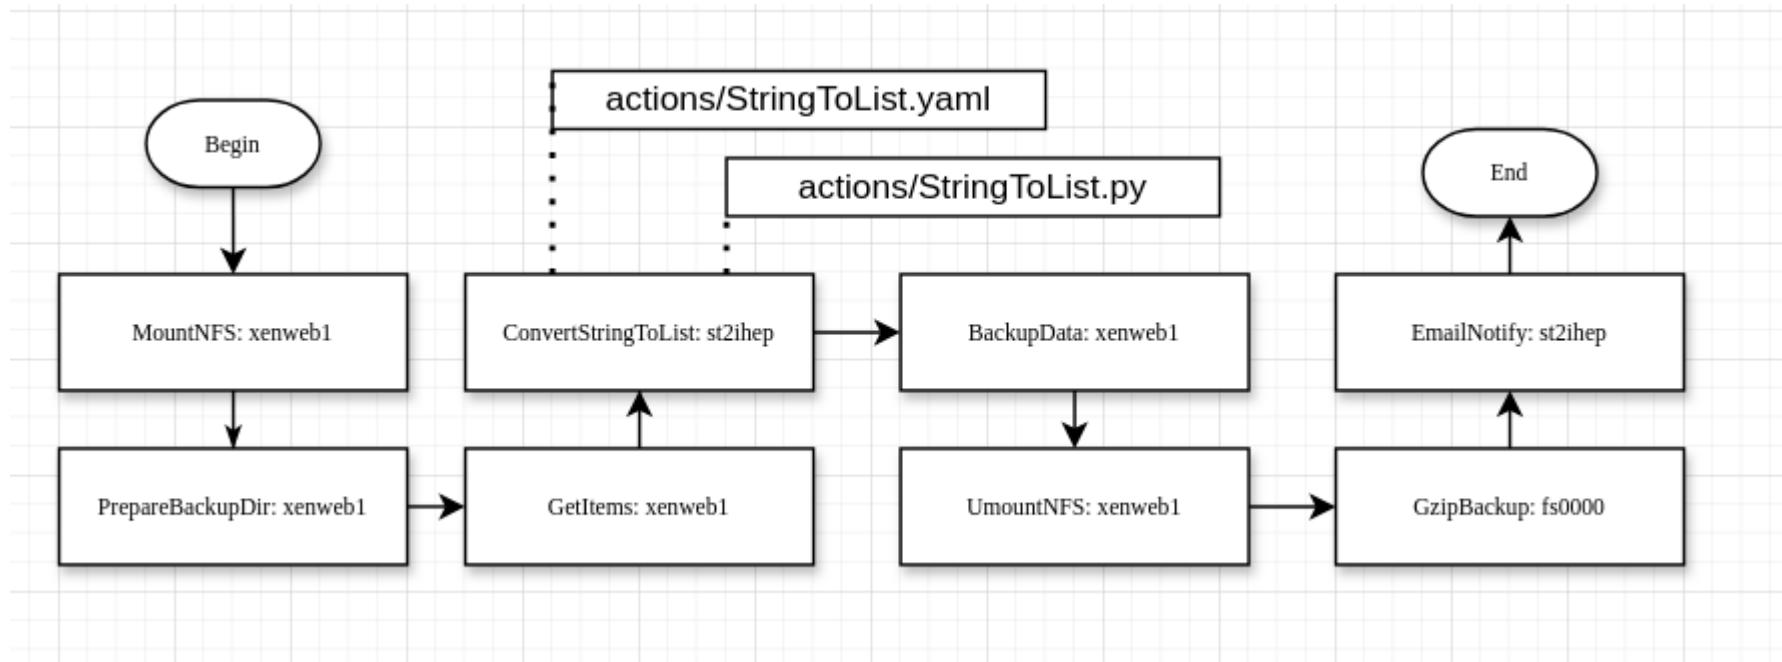 actions/StringToList.yaml
Begin
actions/StringToList.py
End
MountNFS: xenweb1
ConvertStringToList: st2ihep
BackupData: xenweb1
EmailNotify: st2ihep
PrepareBackupDir: xenweb1
GetItems: xenweb1
UmountNFS: xenweb1
GzipBackup: fs0000